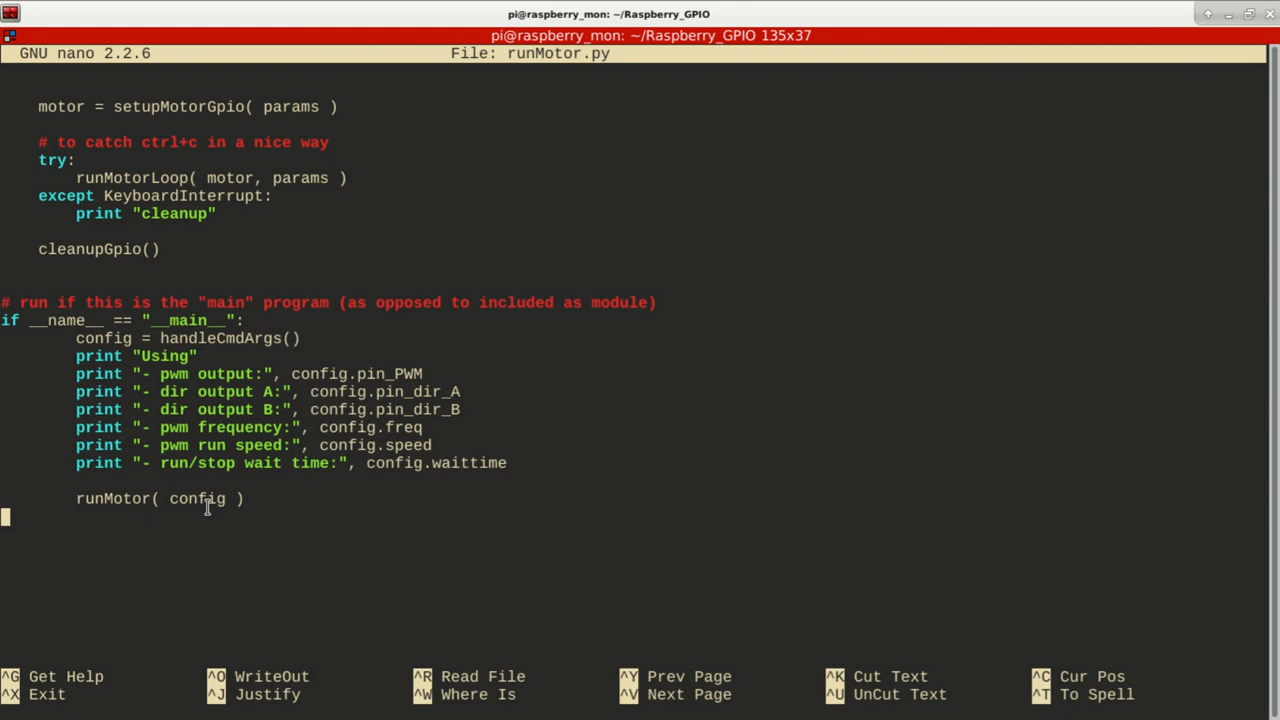 pi@raspberry_mon: ~/Raspberry_GPIO
pi@raspberry_mon: ~/Raspberry_GPIO 135x37
GNU nano 2.2.6 File: runMotor.py
motor = setupMotorGpio( params )
# to catch ctrl+c in a nice way
try:
runMotorLoop( motor, params )
except KeyboardInterrupt:
print "cleanup"
cleanupGpio()
# run if this is the "main" program (as opposed to included as module)
if __name__ == "__main__":
config = handleCmdArgs()
print "Using"
print "- pwm output:", config.pin_PWM
print "- dir output A:", config.pin_dir_A
print "- dir output B:", config.pin_dir_B
print "- pwm frequency:", config.freq
print "- pwm run speed:", config.speed
print "- run/stop wait time:", config.waittime
runMotor( config )
^G Get Help ^O WriteOut ^R Read File ^Y Prev Page ^K Cut Text ^C Cur Pos
^X Exit ^J Justify ^W Where Is ^V Next Page ^U UnCut Text ^T To Spell